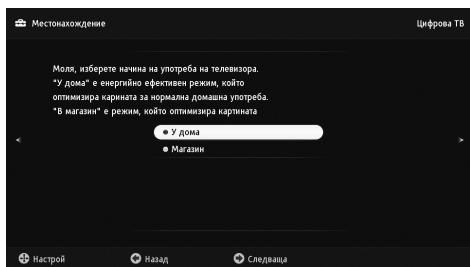 Местонахождение
Цифрова ТВ
Моля, изберете начина на употреба на телевизора.
"У дома" е енергийно ефективен режим, който
оптимизира карината за нормална домашна употреба.
"В магазин" е режим, който оптимизира картината
У дома
Магазин
Настрой
Назад
Следваща